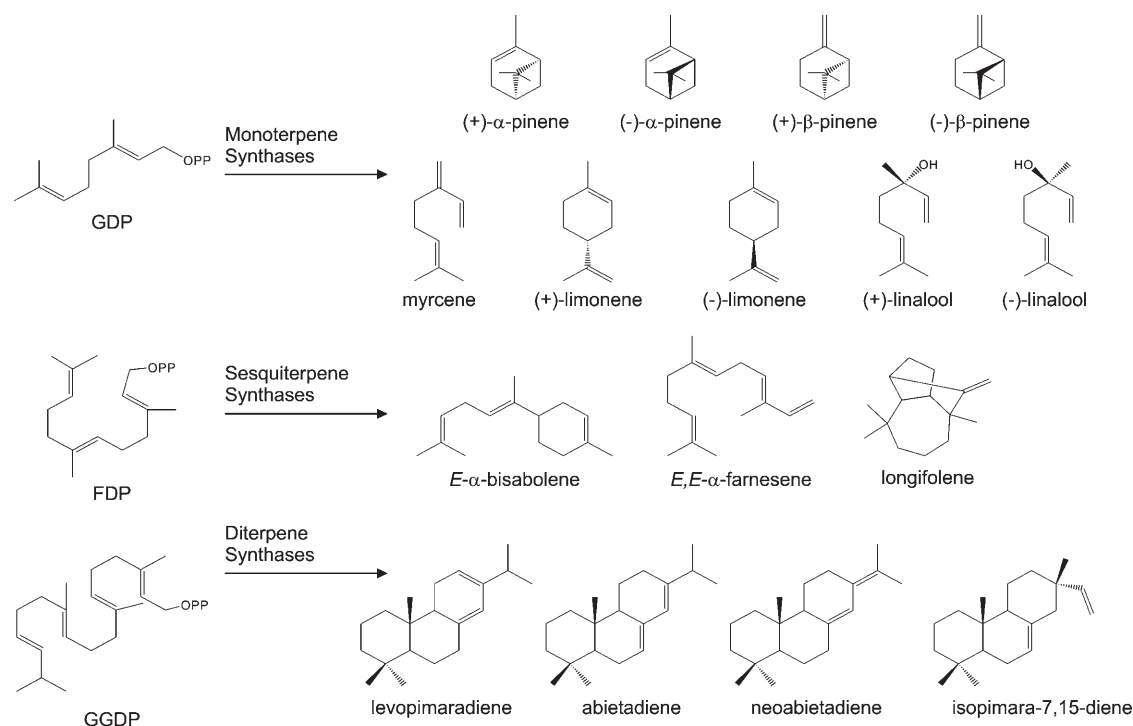 (+)-α-pinene
(-)-α-pinene
(+)-β-pinene
(-)-β-pinene
OPP
GDP
Monoterpene
Synthases
OH
HO
myrcene
(+)-limonene
(-)-limonene
(+)-linalool
(-)-linalool
OPP
FDP
Sesquiterpene
Synthases
E-α-bisabolene
E,E-α-farnesene
longifolene
OPP
GGDP
Diterpene
Synthases
levopimaradiene
abietadiene
neoabietadiene
isopimara-7,15-diene